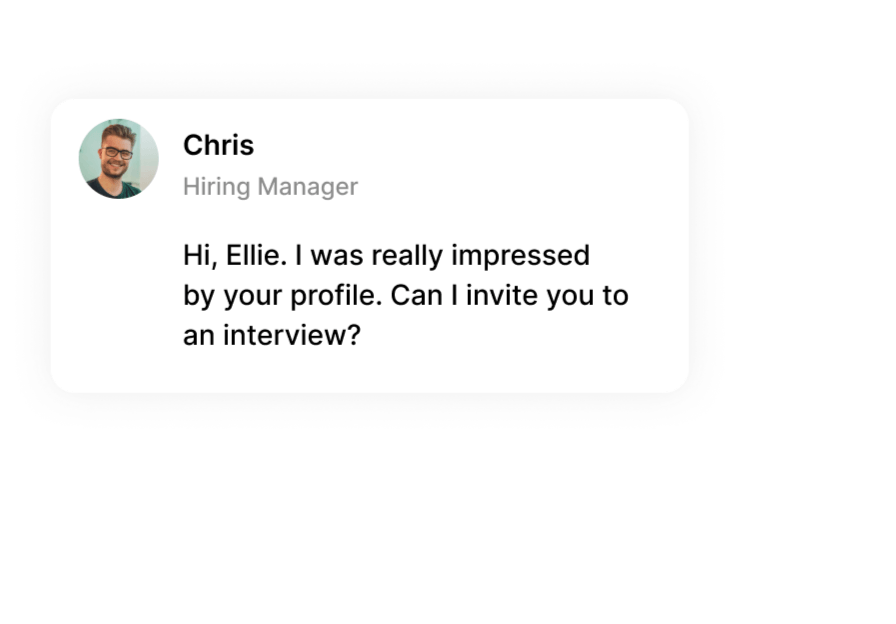 Chris
Hiring Manager
Hi, Ellie. I was really impressed
by your profile. Can I invite you to
an interview?